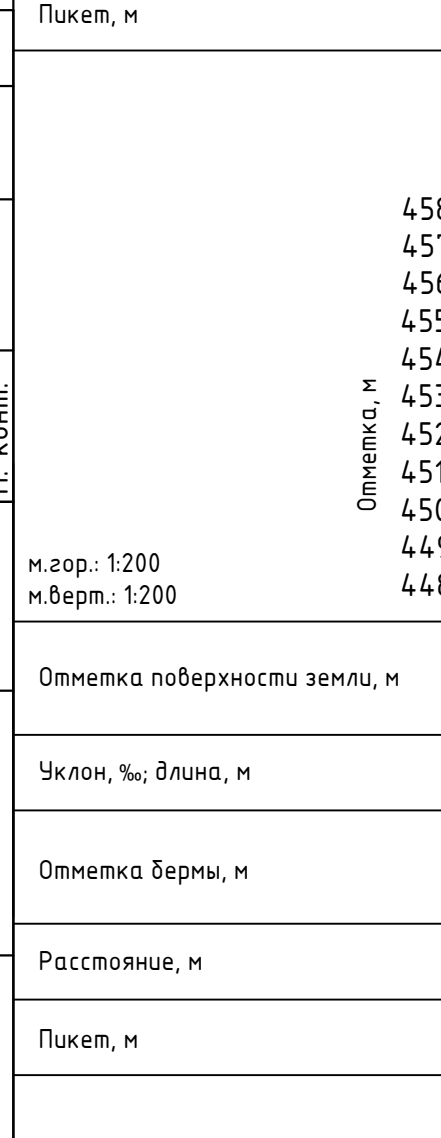 Пикет, м
458
457
456
455
454
453
452
451
450
449
448
Отметка, м
Н. конт.
м.гор.: 1:200
м.верт.: 1:200
Отметка поверхности земли, м
Уклон, ‰; длина, м
Отметка бермы, м
Расстояние, м
Пикет, м